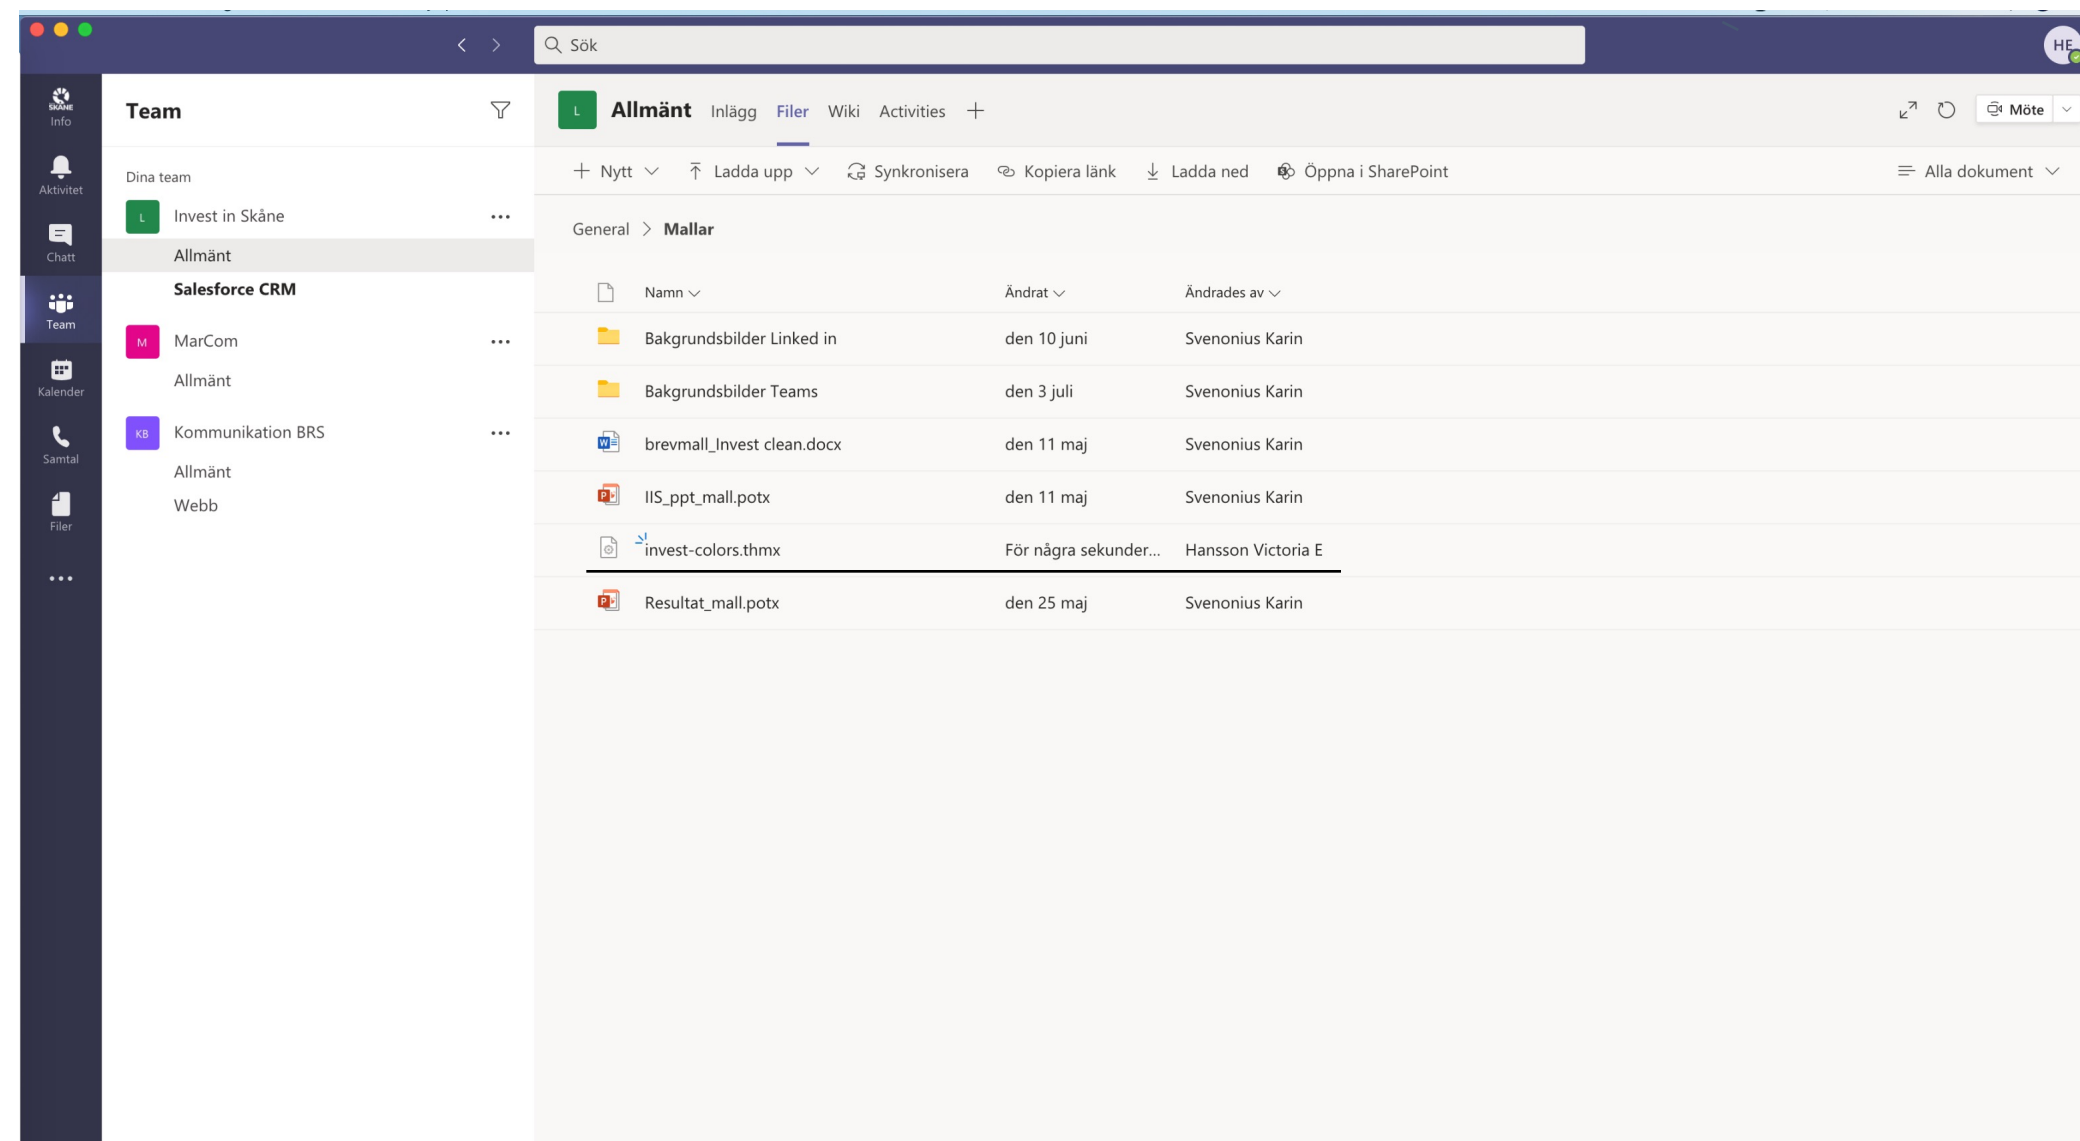 Sök
HE
SKÅNE
Info
Aktivitet
Chatt
Team
Kalender
Samtal
Filer
Team
Dina team
L Invest in Skåne
Allmänt
Salesforce CRM
M MarCom
Allmänt
KB Kommunikation BRS
Allmänt
Webb
L Allmänt Inlägg Filer Wiki Activities
Möte
Nytt Ladda upp Synkronisera Kopiera länk Ladda ned Öppna i SharePoint Alla dokument
General > Mallar
Namn Ändrat Ändrades av
Bakgrundsbilder Linked in den 10 juni Svenonius Karin
Bakgrundsbilder Teams den 3 juli Svenonius Karin
brevmall_Invest clean.docx den 11 maj Svenonius Karin
IIS_ppt_mall.potx den 11 maj Svenonius Karin
invest-colors.thmx För några sekunder... Hansson Victoria E
Resultat_mall.potx den 25 maj Svenonius Karin